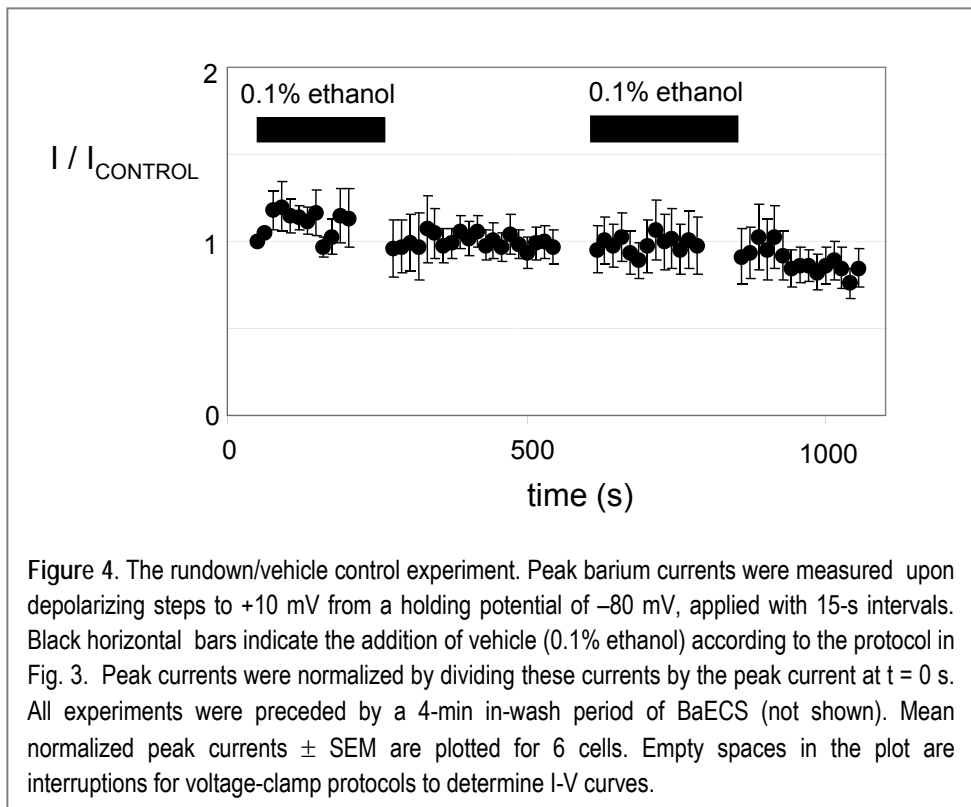 2
0.1% ethanol
0.1% ethanol
1
0
I / I_CONTROL
0
500
1000
time (s)
Figure 4. The rundown/vehicle control experiment. Peak barium currents were measured upon
depolarizing steps to +10 mV from a holding potential of –80 mV, applied with 15-s intervals.
Black horizontal bars indicate the addition of vehicle (0.1% ethanol) according to the protocol in
Fig. 3. Peak currents were normalized by dividing these currents by the peak current at t = 0 s.
All experiments were preceded by a 4-min in-wash period of BaECS (not shown). Mean
normalized peak currents ± SEM are plotted for 6 cells. Empty spaces in the plot are
interruptions for voltage-clamp protocols to determine I-V curves.